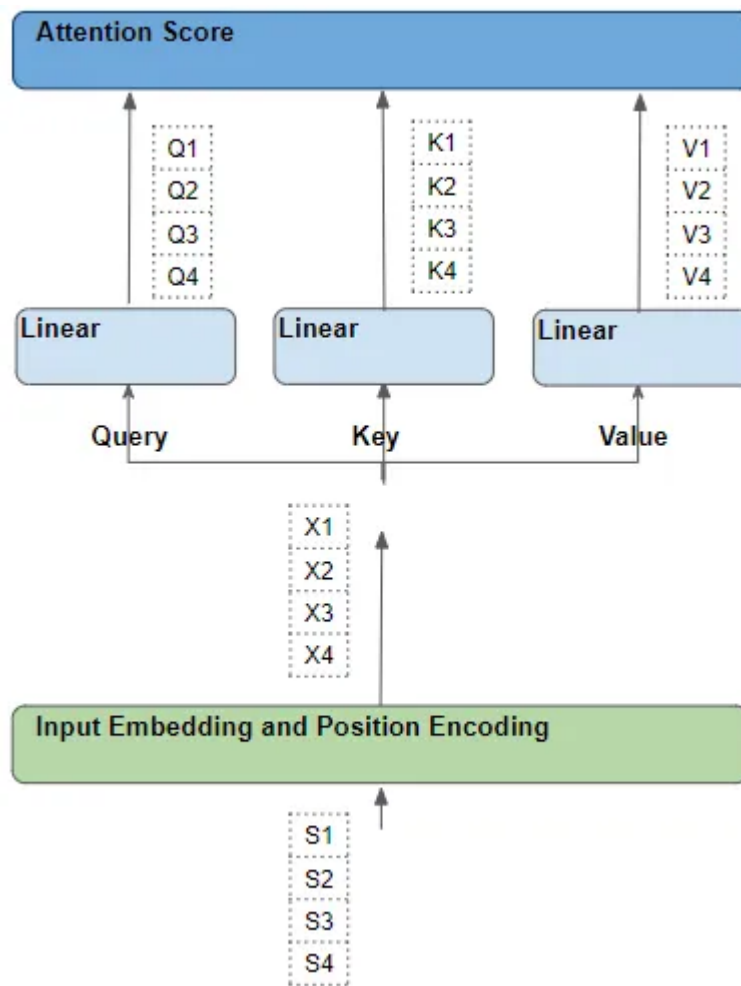 Attention Score
Q1
Q2
Q3
Q4
K1
K2
K3
K4
V1
V2
V3
V4
Linear
Linear
Linear
Query
Key
Value
X1
X2
X3
X4
Input Embedding and Position Encoding
S1
S2
S3
S4